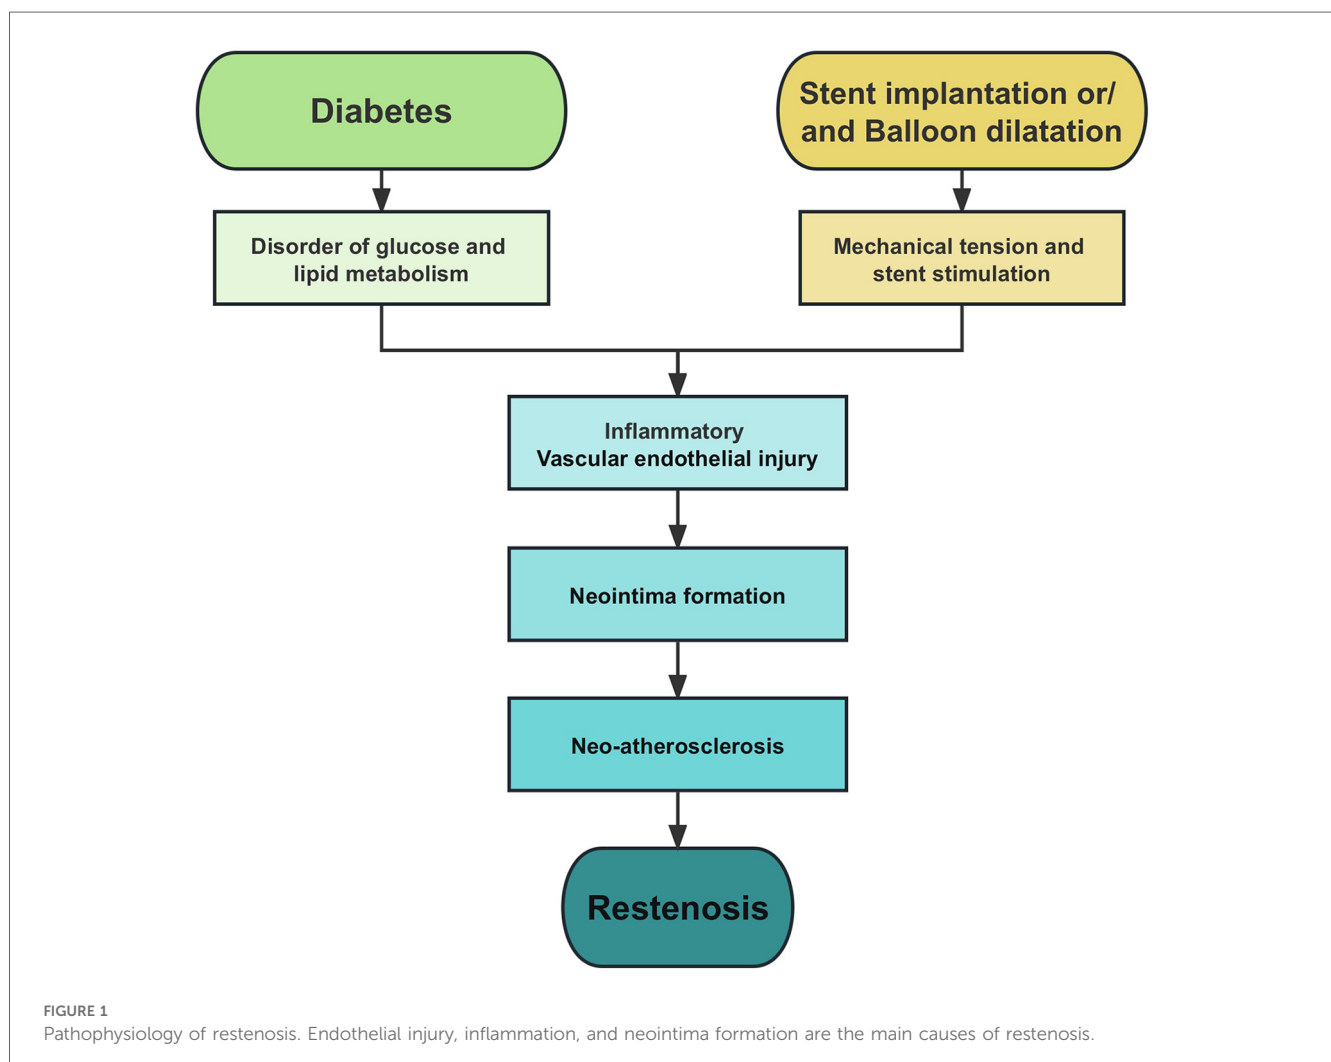 Diabetes
Stent implantation or/
and Balloon dilatation
Disorder of glucose and
lipid metabolism
Mechanical tension and
stent stimulation
Inflammatory
Vascular endothelial injury
Neointima formation
Neo-atherosclerosis
Restenosis
FIGURE 1
Pathophysiology of restenosis. Endothelial injury, inflammation, and neointima formation are the main causes of restenosis.